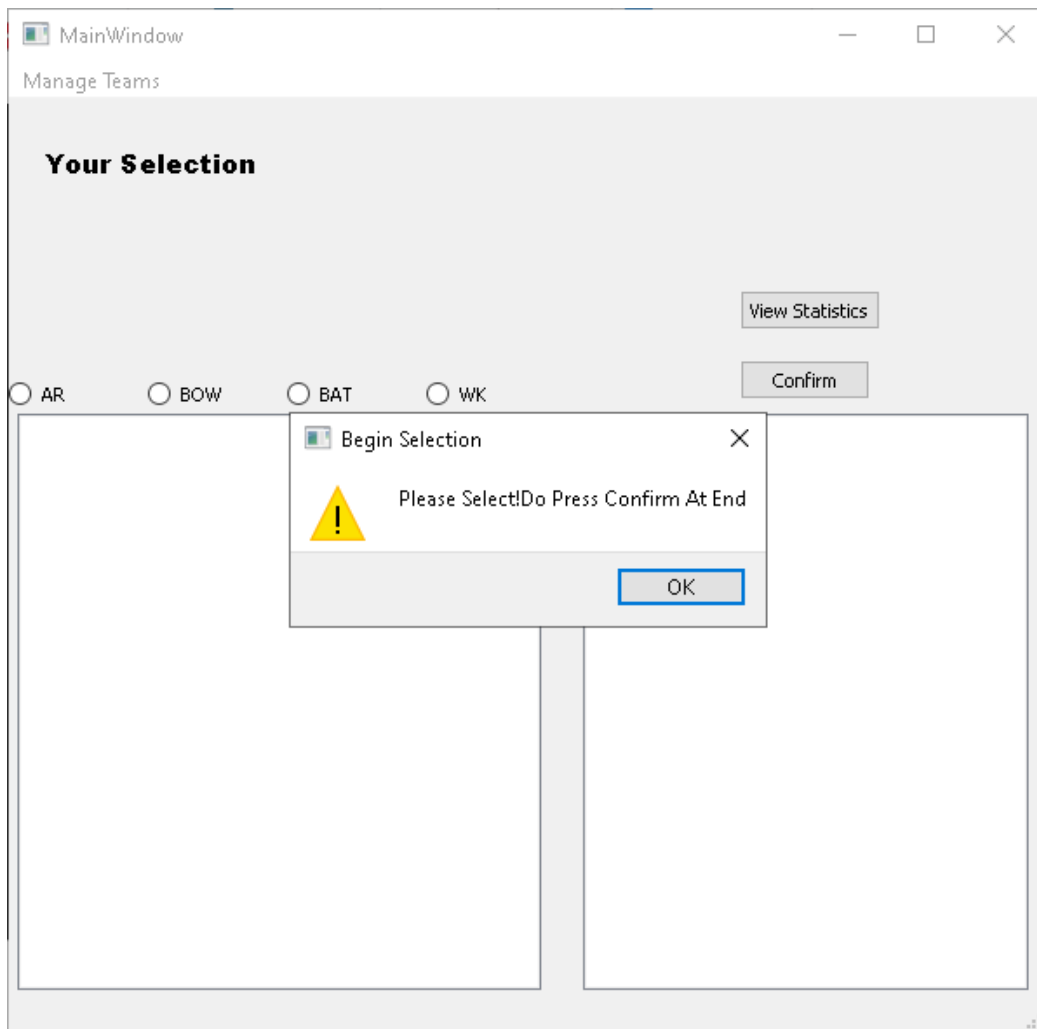 MainWindow
Manage Teams
Your Selection
View Statistics
Confirm
AR BOW BAT WK
Begin Selection
Please Select!Do Press Confirm At End
OK